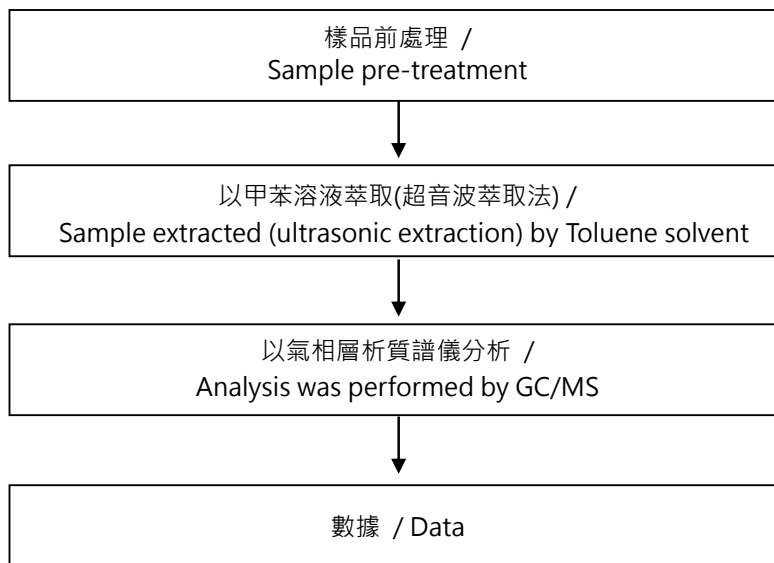 樣品前處理 /
Sample pre-treatment
以甲苯溶液萃取(超音波萃取法) /
Sample extracted (ultrasonic extraction) by Toluene solvent
以氣相層析質譜儀分析 /
Analysis was performed by GC/MS
數據 / Data